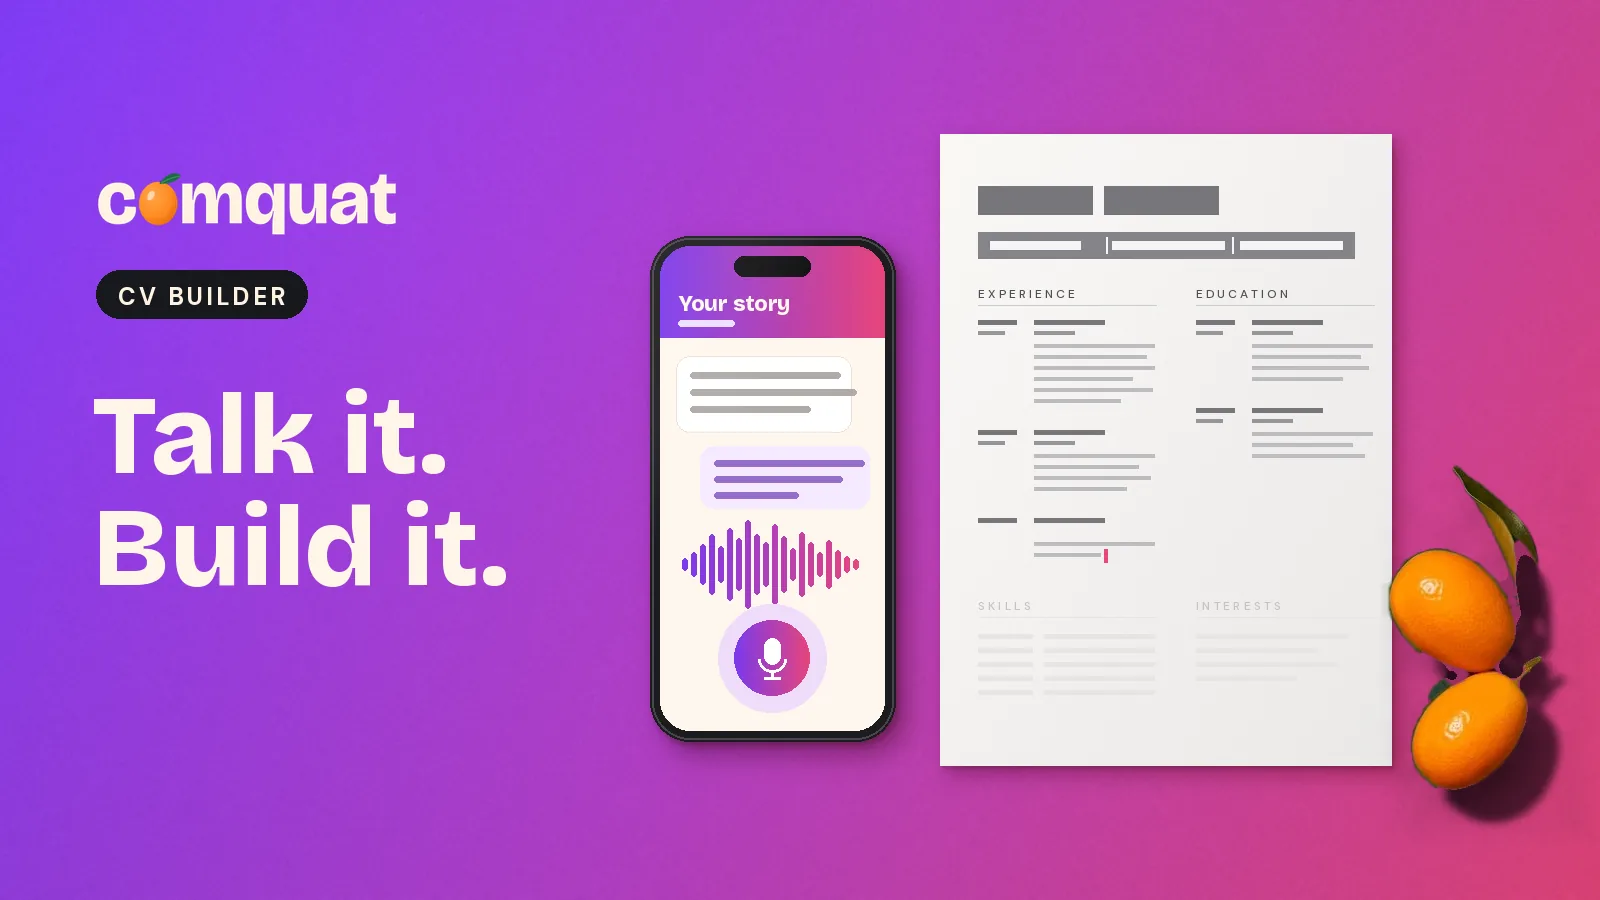 comquat
CV BUILDER
Talk it.
Build it.
Your story
EXPERIENCE
EDUCATION
SKILLS
INTERESTS